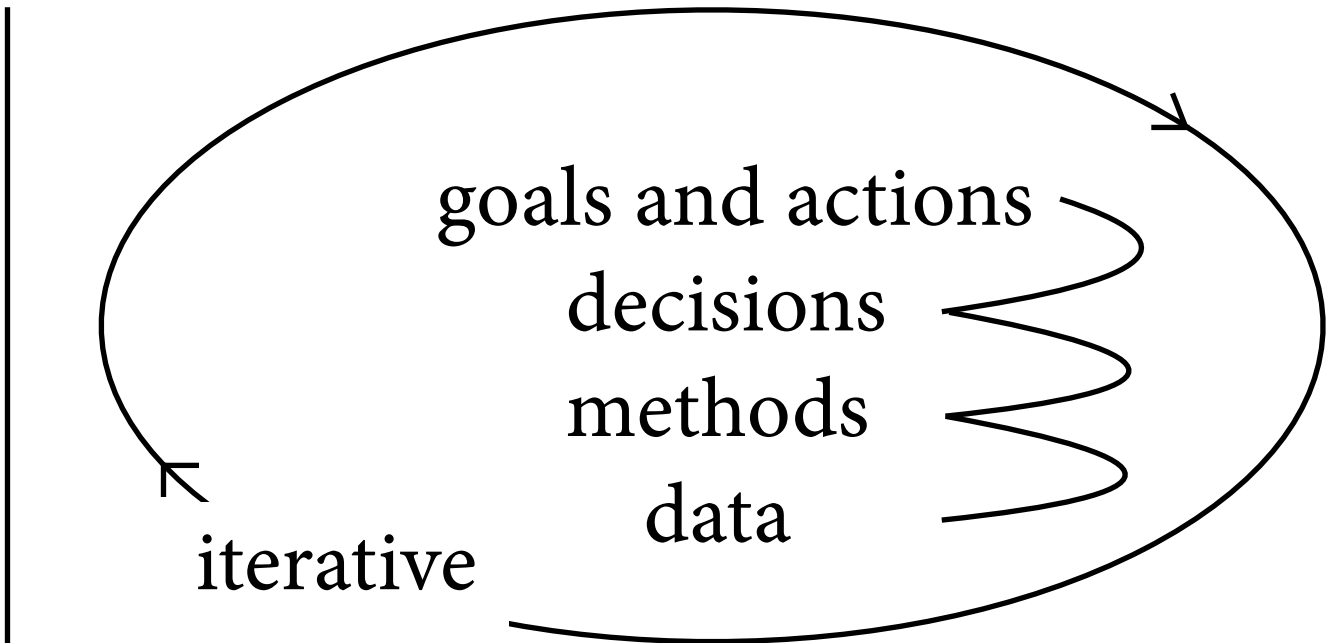 goals and actions
decisions
methods
data
iterative